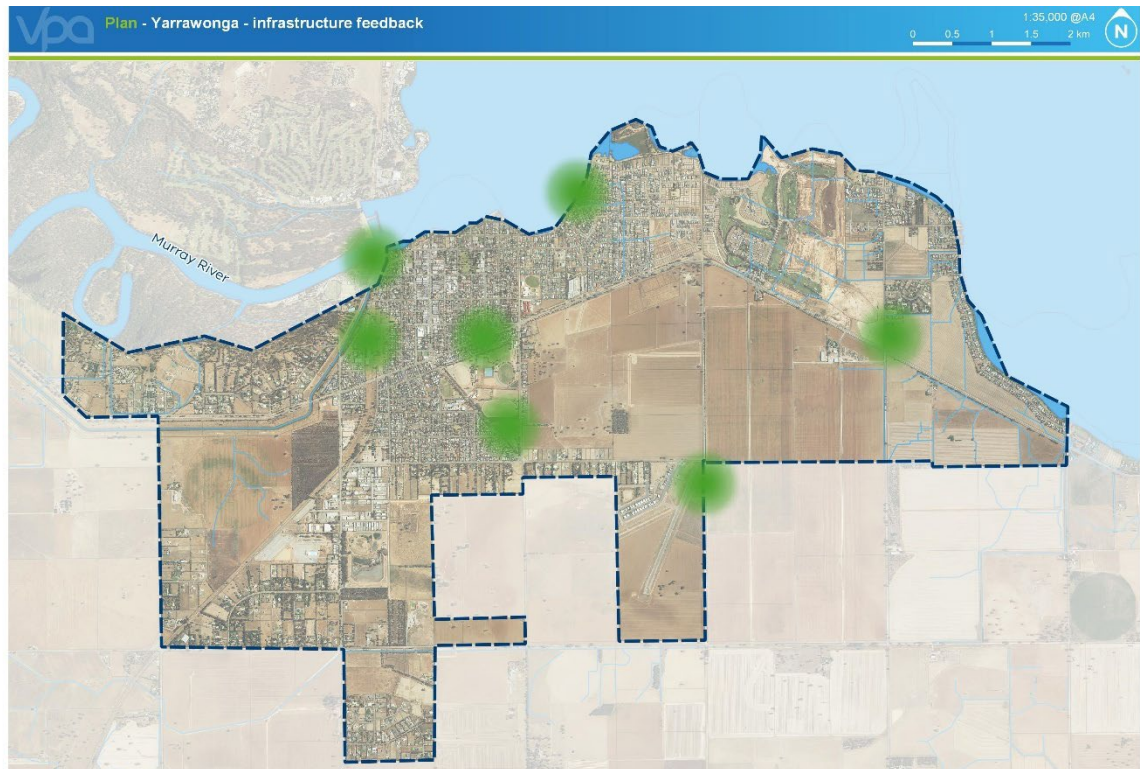 vpa
Plan - Yarrawonga - infrastructure feedback
1:35,000 @A4
0 0.5 1 1.5 2 km
N
Murray River